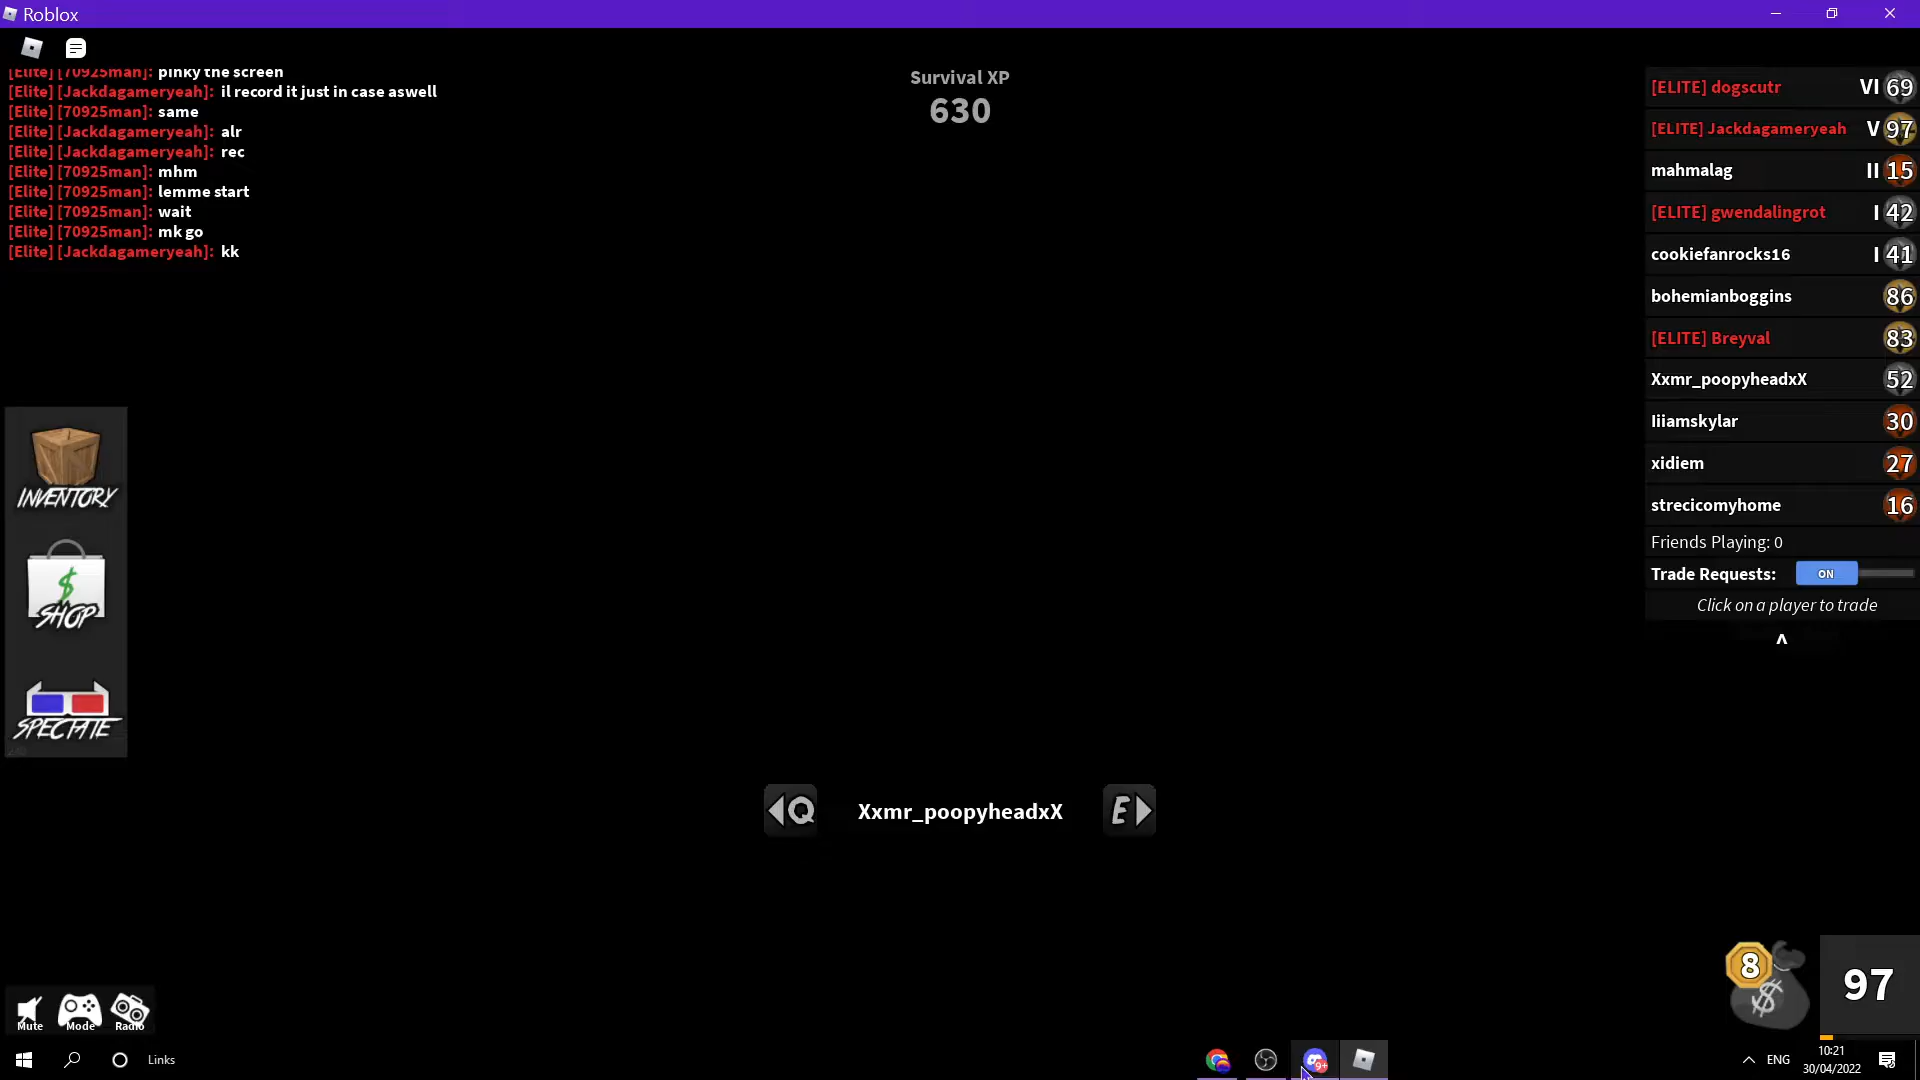 Roblox
[Elite] [70925man]: pinky the screen
[Elite] [Jackdagameryeah]: il record it just in case aswell
[Elite] [70925man]: same
[Elite] [Jackdagameryeah]: alr
[Elite] [Jackdagameryeah]: rec
[Elite] [70925man]: mhm
[Elite] [70925man]: lemme start
[Elite] [70925man]: wait
[Elite] [70925man]: mk go
[Elite] [Jackdagameryeah]: kk
Survival XP
630
[ELITE] dogscutr VI 69
[ELITE] Jackdagameryeah V 97
mahmalag II 15
[ELITE] gwendalingrot I 42
cookiefanrocks16 I 41
bohemianboggins 86
[ELITE] Breyval 83
Xxmr_poopyheadxX 52
Iiiamskylar 30
xidiem 27
strecicomyhome 16
Friends Playing: 0
Trade Requests: ON
Click on a player to trade
^
INVENTORY
$
SHOP
SPECTATE
Q Xxmr_poopyheadxX E
8
$
97
Mute Mode Radio
Links
9+
ENG
10:21
30/04/2022